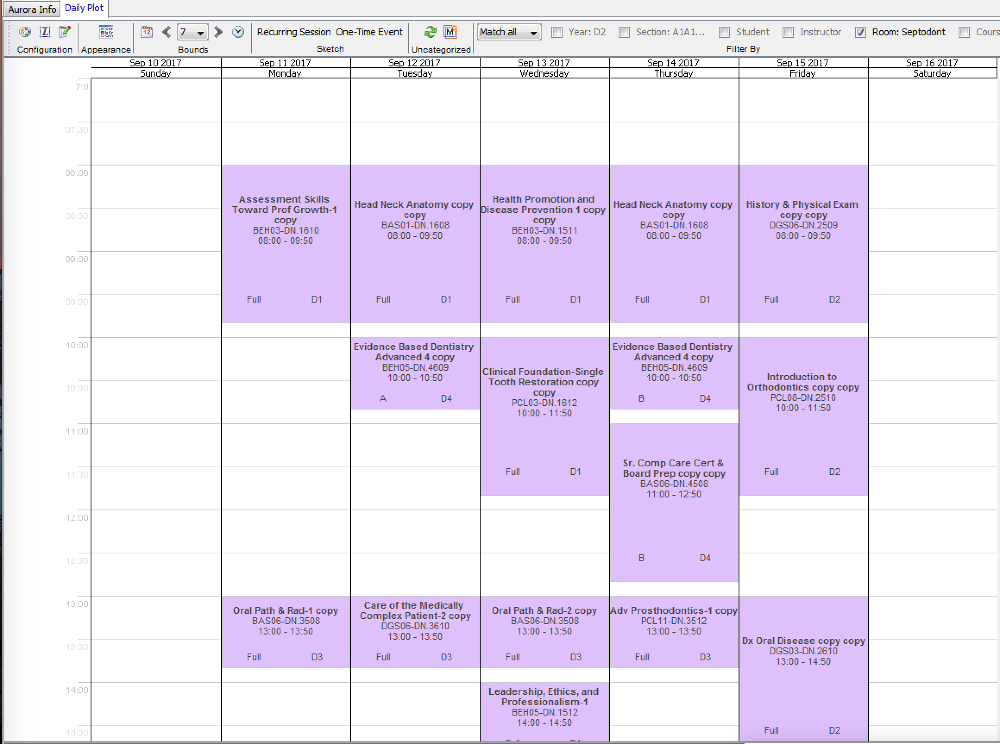 Aurora Info Daily Plot
7 Recurring Session One-Time Event Match all Year: D2 Section: A1A1... Student Instructor Room: Septodont Cours
Configuration Appearance Bounds Sketch Uncategorized Filter By
Sep 10 2017 Sep 11 2017 Sep 12 2017 Sep 13 2017 Sep 14 2017 Sep 15 2017 Sep 16 2017
Sunday Monday Tuesday Wednesday Thursday Friday Saturday
7:0
07:30
08:00
08:30
09:00
09:30
10:00
10:30
11:00
11:30
12:00
12:30
13:00
13:30
14:00
14:30
Assessment Skills
Toward Prof Growth-1
copy
BEH03-DN.1610
08:00 - 09:50
Full D1
Oral Path & Rad-1 copy
BAS06-DN.3508
13:00 - 13:50
Full D3
Head Neck Anatomy copy
copy
BAS01-DN.1608
08:00 - 09:50
Full D1
Evidence Based Dentistry
Advanced 4 copy
BEH05-DN.4609
10:00 - 10:50
A D4
Care of the Medically
Complex Patient-2 copy
DGS06-DN.3610
13:00 - 13:50
Full D3
Health Promotion and
Disease Prevention 1 copy
copy
BEH03-DN.1511
08:00 - 09:50
Full D1
Clinical Foundation-Single
Tooth Restoration copy
copy
PCL03-DN.1612
10:00 - 11:50
Full D1
Oral Path & Rad-2 copy
BAS06-DN.3508
13:00 - 13:50
Full D3
Leadership, Ethics, and
Professionalism-1
BEH05-DN.1512
14:00 - 14:50
Head Neck Anatomy copy
copy
BAS01-DN.1608
08:00 - 09:50
Full D1
Evidence Based Dentistry
Advanced 4 copy
BEH05-DN.4609
10:00 - 10:50
B D4
Sr. Comp Care Cert &
Board Prep copy copy
BAS06-DN.4508
11:00 - 12:50
B D4
Adv Prosthodontics-1 copy
PCL11-DN.3512
13:00 - 13:50
Full D3
History & Physical Exam
copy copy
DGS06-DN.2509
08:00 - 09:50
Full D2
Introduction to
Orthodontics copy copy
PCL08-DN.2510
10:00 - 11:50
Full D2
Dx Oral Disease copy copy
DGS03-DN.2610
13:00 - 14:50
Full D2